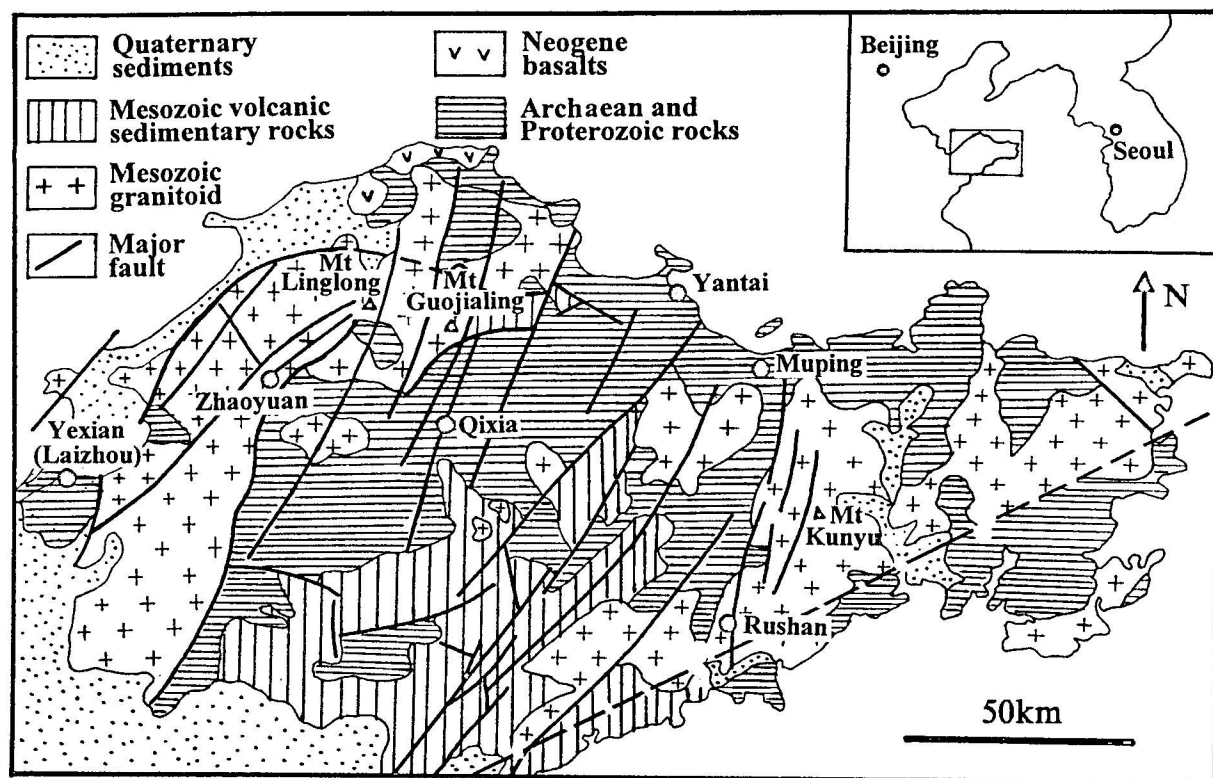 Quaternary
sediments
Mesozoic volcanic
sedimentary rocks
Mesozoic
granitoid
Major
fault
Neogene
basalts
Archaean and
Proterozoic rocks
Beijing
Seoul
N
Mt
Linglong
Mt
Guojialing
Yantai
Muping
Zhaoyuan
Qixia
Yexian
(Laizhou)
Mt
Kunyu
Rushan
50km